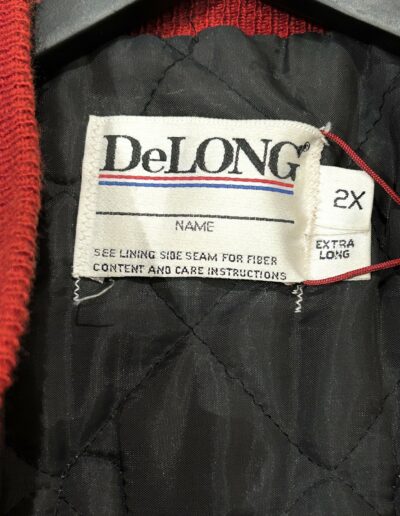 DeLONG®
NAME
SEE LINING SIDE SEAM FOR FIBER
CONTENT AND CARE INSTRUCTIONS
2X
EXTRA
LONG